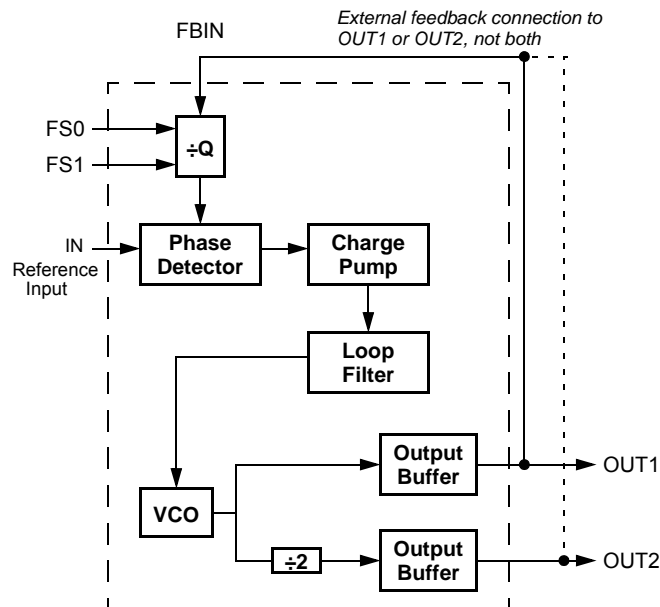 External feedback connection to
OUT1 or OUT2, not both
FBIN
FS0
FS1
÷Q
IN
Reference
Input
Phase
Detector
Charge
Pump
Loop
Filter
Output
Buffer
OUT1
VCO
÷2
Output
Buffer
OUT2